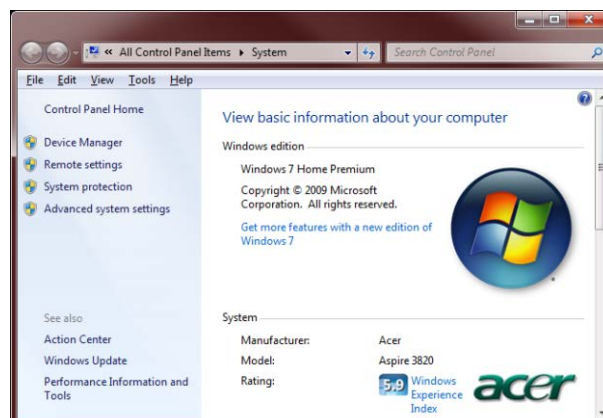 « All Control Panel Items ▸ System
Search Control Panel
File Edit View Tools Help
Control Panel Home
Device Manager
Remote settings
System protection
Advanced system settings
See also
Action Center
Windows Update
Performance Information and
Tools
View basic information about your computer
Windows edition
Windows 7 Home Premium
Copyright © 2009 Microsoft
Corporation. All rights reserved.
Get more features with a new edition of
Windows 7
System
Manufacturer: Acer
Model: Aspire 3820
Rating: 5,9 Windows
Experience
Index
acer